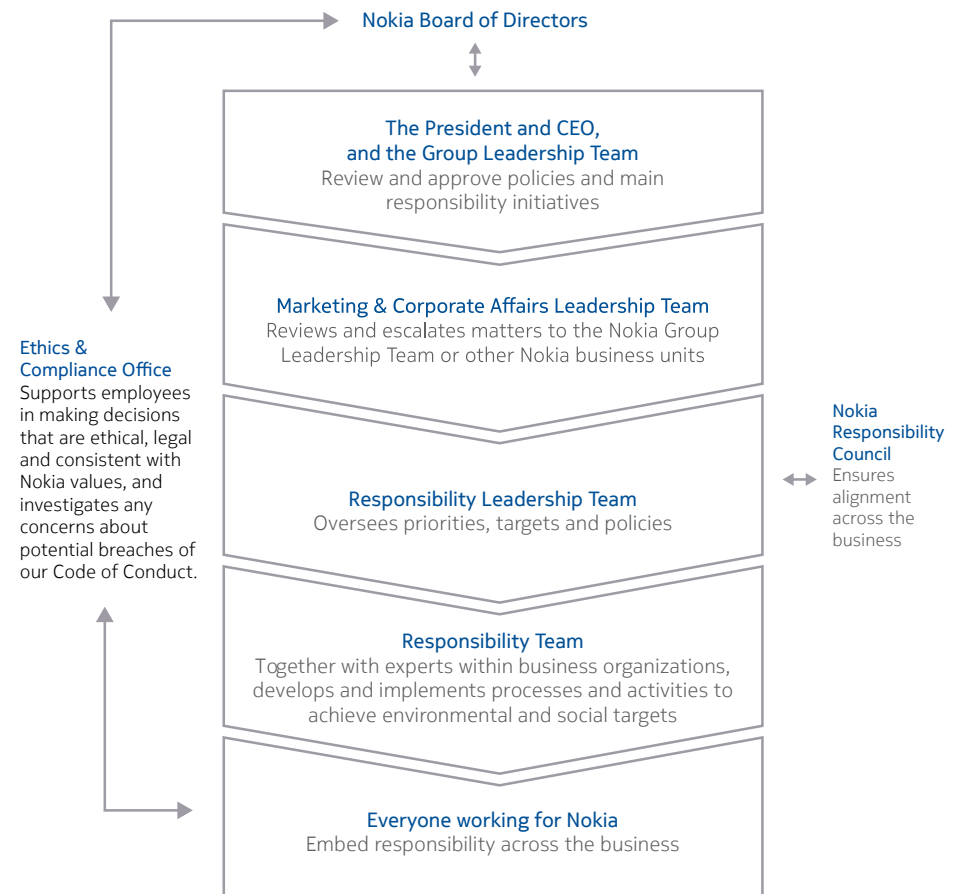 Nokia Board of Directors
The President and CEO,
and the Group Leadership Team
Review and approve policies and main
responsibility initiatives
Marketing & Corporate Affairs Leadership Team
Reviews and escalates matters to the Nokia Group
Leadership Team or other Nokia business units
Ethics &
Compliance Office
Supports employees
in making decisions
that are ethical, legal
and consistent with
Nokia values, and
investigates any
concerns about
potential breaches of
our Code of Conduct.
Responsibility Leadership Team
Oversees priorities, targets and policies
Nokia
Responsibility
Council
Ensures
alignment
across the
business
Responsibility Team
Together with experts within business organizations,
develops and implements processes and activities to
achieve environmental and social targets
Everyone working for Nokia
Embed responsibility across the business